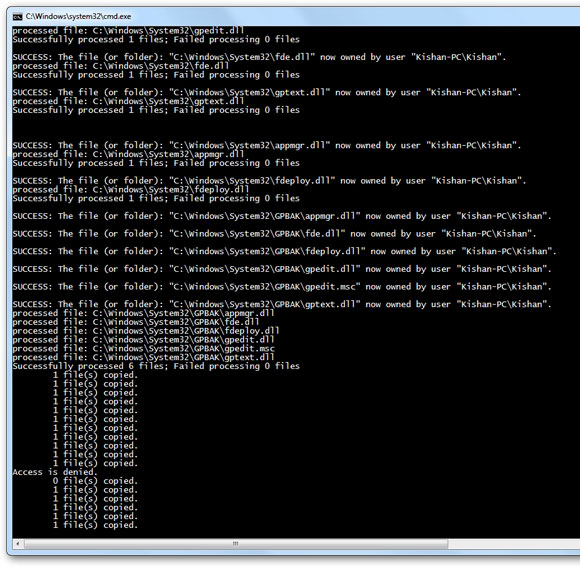 C:\Windows\system32\cmd.exe
processed file: C:\Windows\System32\gpedit.dll
Successfully processed 1 files; Failed processing 0 files
SUCCESS: The file (or folder): "C:\Windows\System32\fde.dll" now owned by user "Kishan-PC\Kishan".
processed file: C:\Windows\System32\fde.dll
Successfully processed 1 files; Failed processing 0 files
SUCCESS: The file (or folder): "C:\Windows\System32\gptext.dll" now owned by user "Kishan-PC\Kishan".
processed file: C:\Windows\System32\gptext.dll
Successfully processed 1 files; Failed processing 0 files
SUCCESS: The file (or folder): "C:\Windows\System32\appmgr.dll" now owned by user "Kishan-PC\Kishan".
processed file: C:\Windows\System32\appmgr.dll
Successfully processed 1 files; Failed processing 0 files
SUCCESS: The file (or folder): "C:\Windows\System32\fdeploy.dll" now owned by user "Kishan-PC\Kishan".
processed file: C:\Windows\System32\fdeploy.dll
Successfully processed 1 files; Failed processing 0 files
SUCCESS: The file (or folder): "C:\Windows\System32\GPBAK\appmgr.dll" now owned by user "Kishan-PC\Kishan".
SUCCESS: The file (or folder): "C:\Windows\System32\GPBAK\fde.dll" now owned by user "Kishan-PC\Kishan".
SUCCESS: The file (or folder): "C:\Windows\System32\GPBAK\fdeploy.dll" now owned by user "Kishan-PC\Kishan".
SUCCESS: The file (or folder): "C:\Windows\System32\GPBAK\gpedit.dll" now owned by user "Kishan-PC\Kishan".
SUCCESS: The file (or folder): "C:\Windows\System32\GPBAK\gpedit.msc" now owned by user "Kishan-PC\Kishan".
SUCCESS: The file (or folder): "C:\Windows\System32\GPBAK\gptext.dll" now owned by user "Kishan-PC\Kishan".
processed file: C:\Windows\System32\GPBAK\appmgr.dll
processed file: C:\Windows\System32\GPBAK\fde.dll
processed file: C:\Windows\System32\GPBAK\fdeploy.dll
processed file: C:\Windows\System32\GPBAK\gpedit.dll
processed file: C:\Windows\System32\GPBAK\gpedit.msc
processed file: C:\Windows\System32\GPBAK\gptext.dll
Successfully processed 6 files; Failed processing 0 files
1 file(s) copied.
1 file(s) copied.
1 file(s) copied.
1 file(s) copied.
1 file(s) copied.
1 file(s) copied.
1 file(s) copied.
1 file(s) copied.
1 file(s) copied.
1 file(s) copied.
1 file(s) copied.
Access is denied.
0 file(s) copied.
1 file(s) copied.
1 file(s) copied.
1 file(s) copied.
1 file(s) copied.
1 file(s) copied.